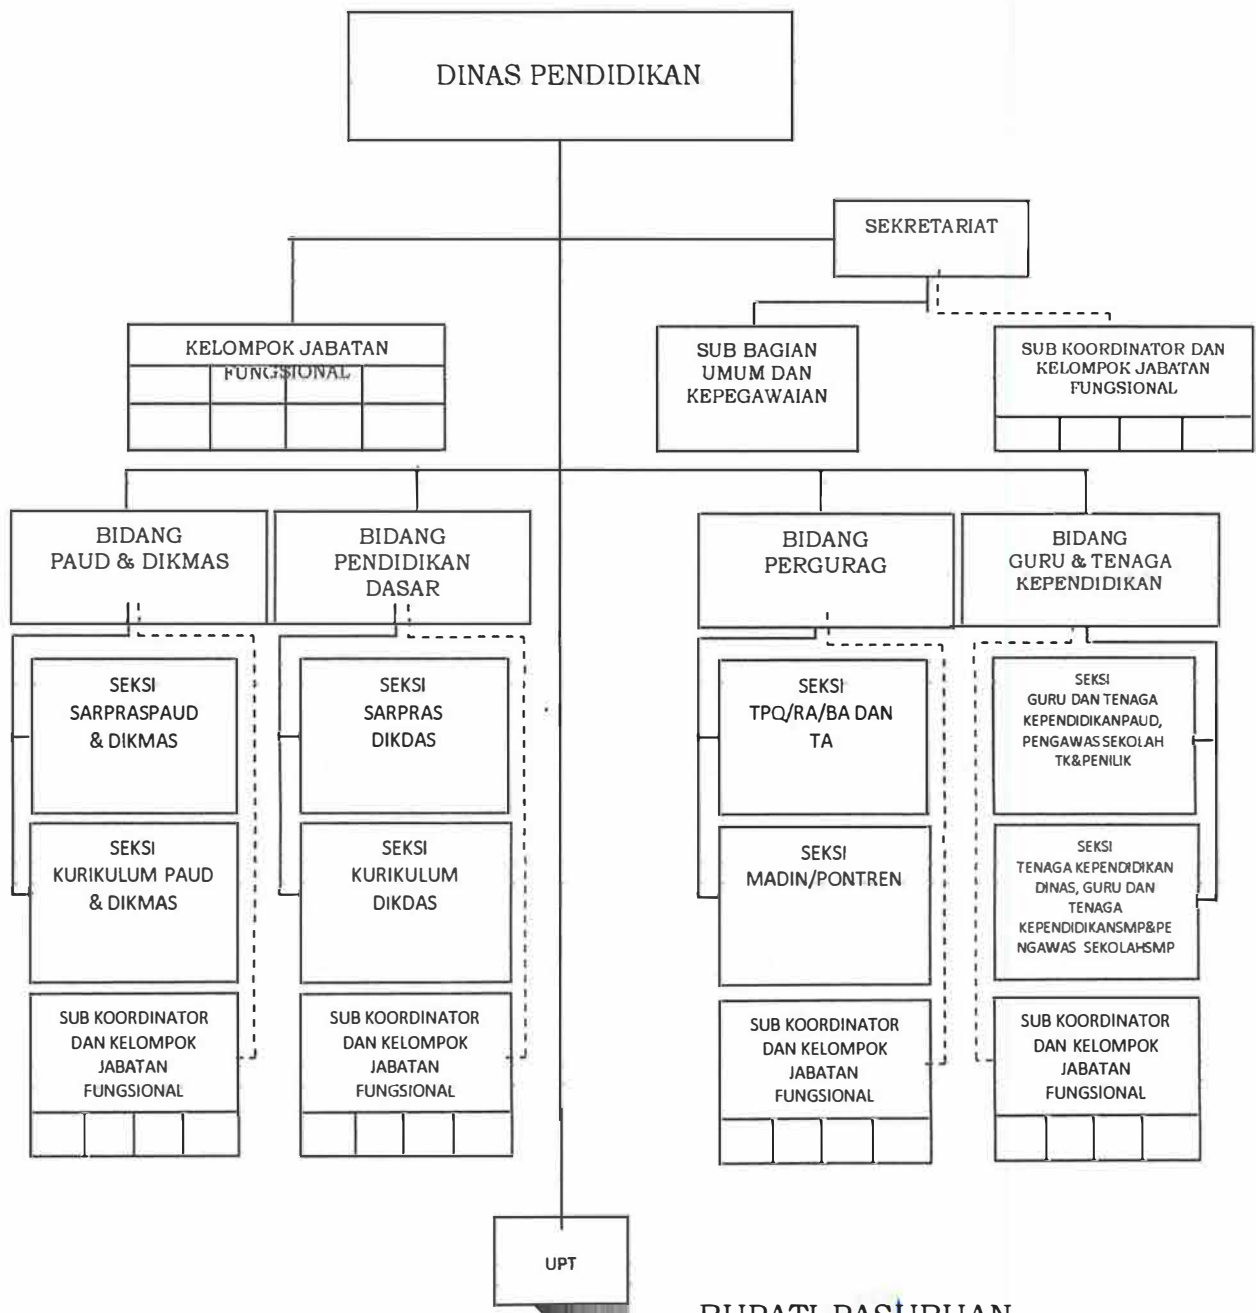 DINAS PENDIDIKAN
SEKRETARIAT
KELOMPOK JABATAN
FUNGSIONAL
SUB BAGIAN
UMUM DAN
KEPEGAWAIAN
SUB KOORDINATOR DAN
KELOMPOK JABATAN
FUNGSIONAL
BIDANG
PAUD & DIKMAS
BIDANG
PENDIDIKAN
DASAR
BIDANG
PERGURAG
BIDANG
GURU & TENAGA
KEPENDIDIKAN
SEKSI
SARPRASPAUD
& DIKMAS
SEKSI
SARPRAS
DIKDAS
SEKSI
TPQ/RA/BA DAN
TA
SEKSI
GURU DAN TENAGA
KEPENDIDIKANPAUD,
PENGAWAS SEKOLAH
TK&PENILIK
SEKSI
KURIKULUM PAUD
& DIKMAS
SEKSI
KURIKULUM
DIKDAS
SEKSI
MADIN/PONTREN
SEKSI
TENAGA KEPENDIDIKAN
DINAS, GURU DAN
TENAGA
KEPENDIDIKANSMP&PE
NGAWAS SEKOLAHSMP
SUB KOORDINATOR
DAN KELOMPOK
JABATAN
FUNGSIONAL
SUB KOORDINATOR
DAN KELOMPOK
JABATAN
FUNGSIONAL
SUB KOORDINATOR
DAN KELOMPOK
JABATAN
FUNGSIONAL
SUB KOORDINATOR
DAN KELOMPOK
JABATAN
FUNGSIONAL
UPT
BUPATI PASURUAN